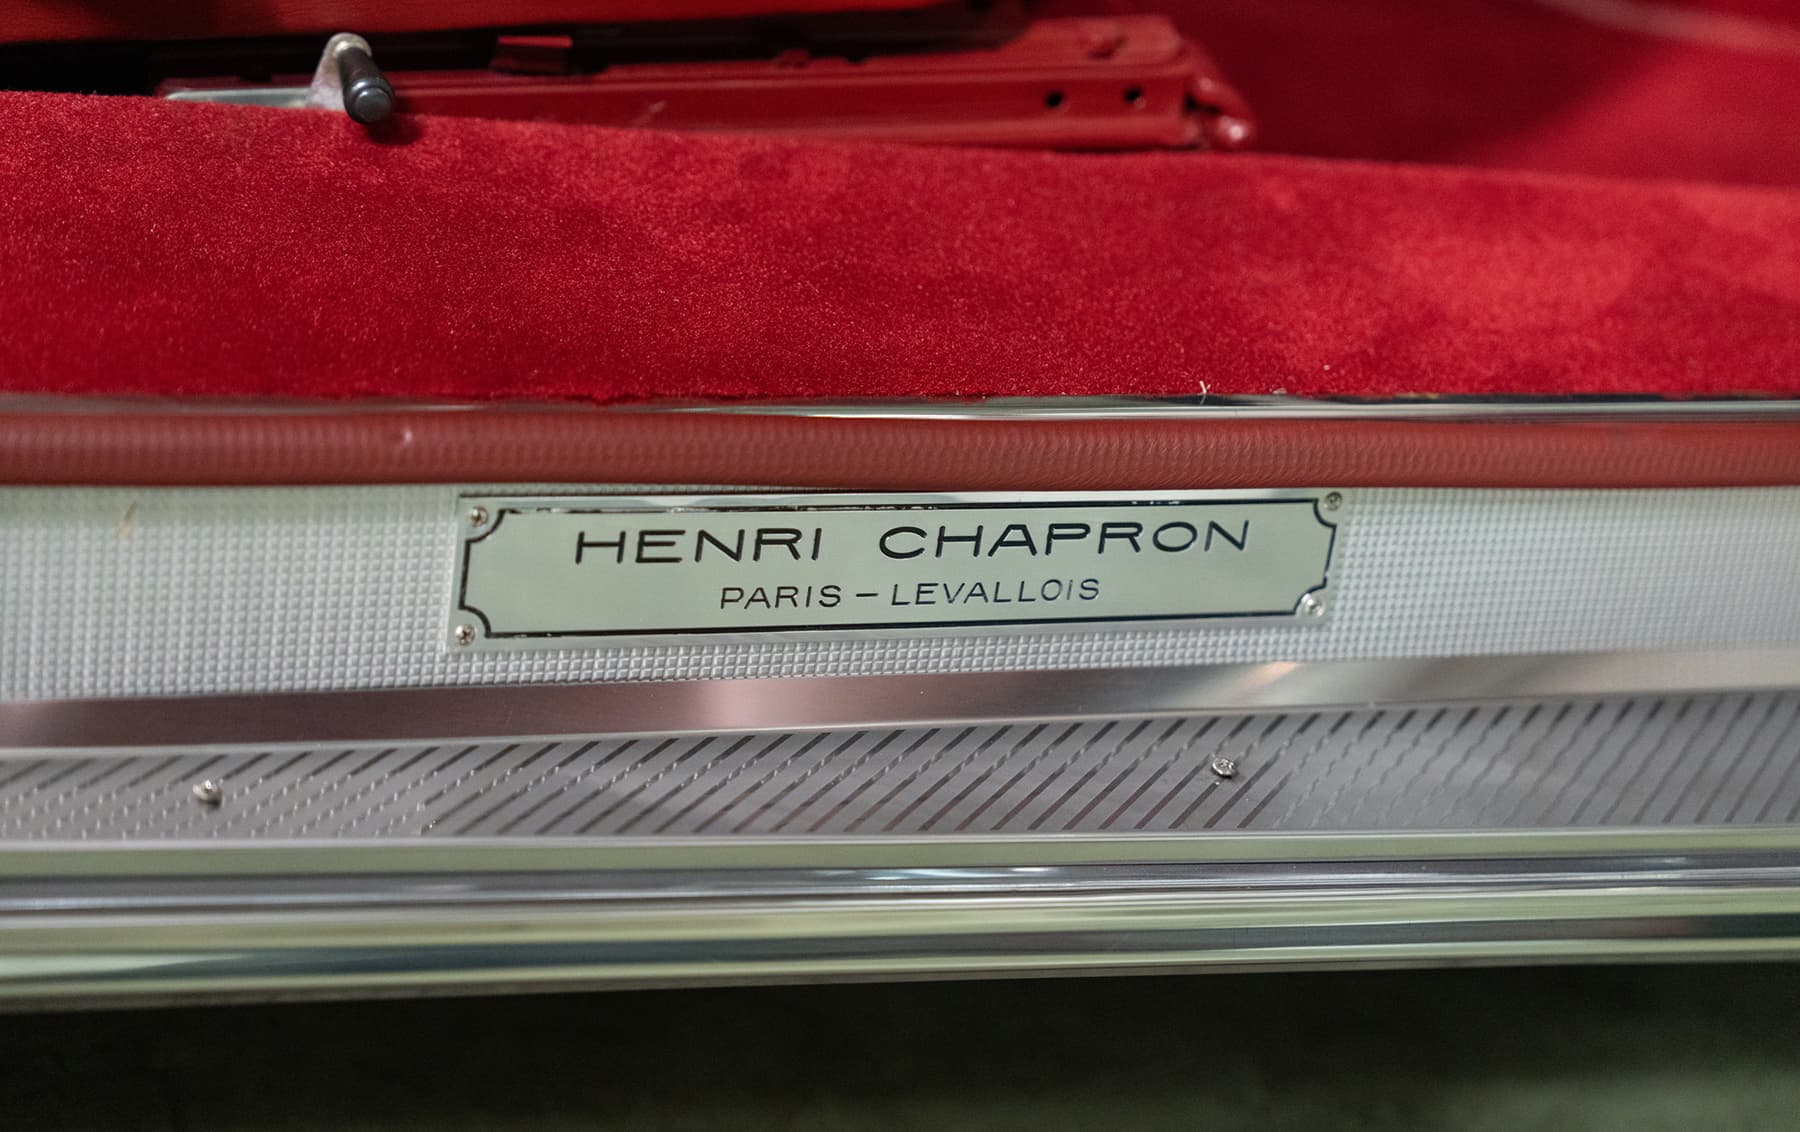 HENRI CHAPRON
PARIS – LEVALLOIS